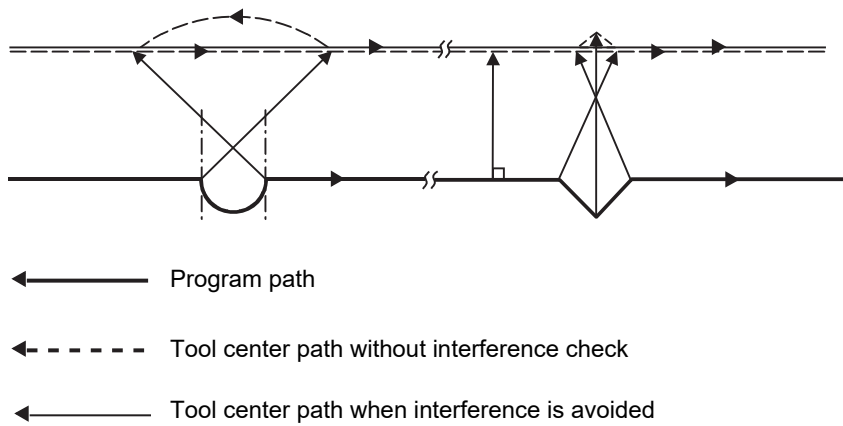 Program path
Tool center path without interference check
Tool center path when interference is avoided